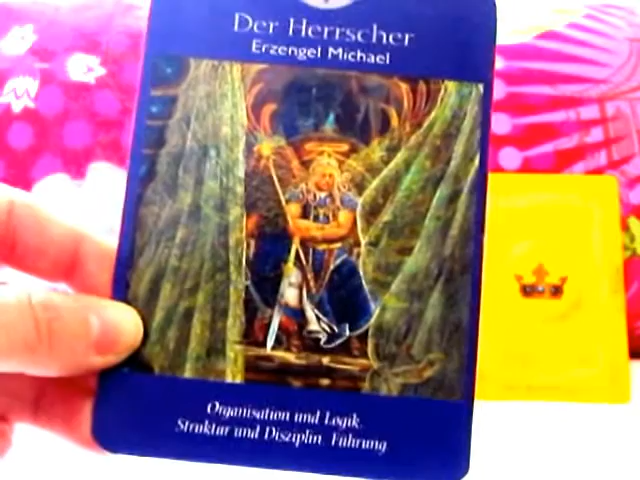 Der Herrscher
Erzengel Michael
Organisation und Logik.
Struktur und Disziplin. Führung